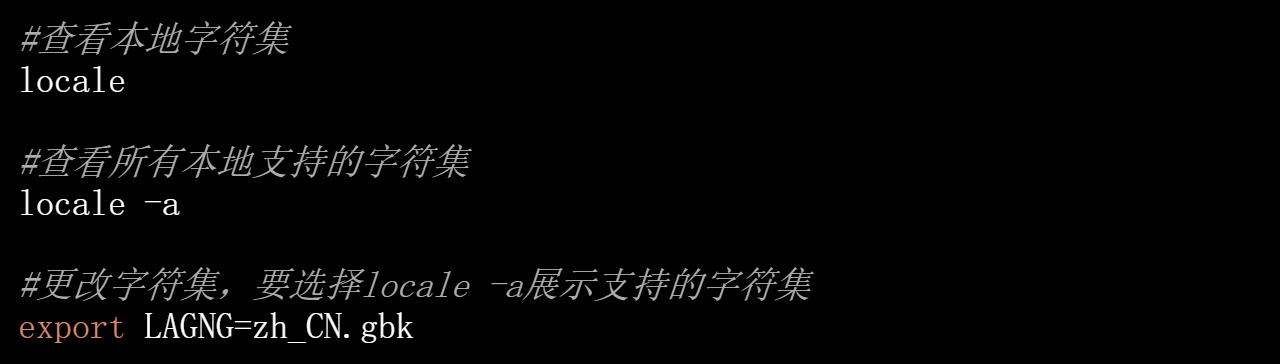 #查看本地字符集
locale
#查看所有本地支持的字符集
locale -a
#更改字符集，要选择locale -a展示支持的字符集
export LAGNG=zh_CN.gbk